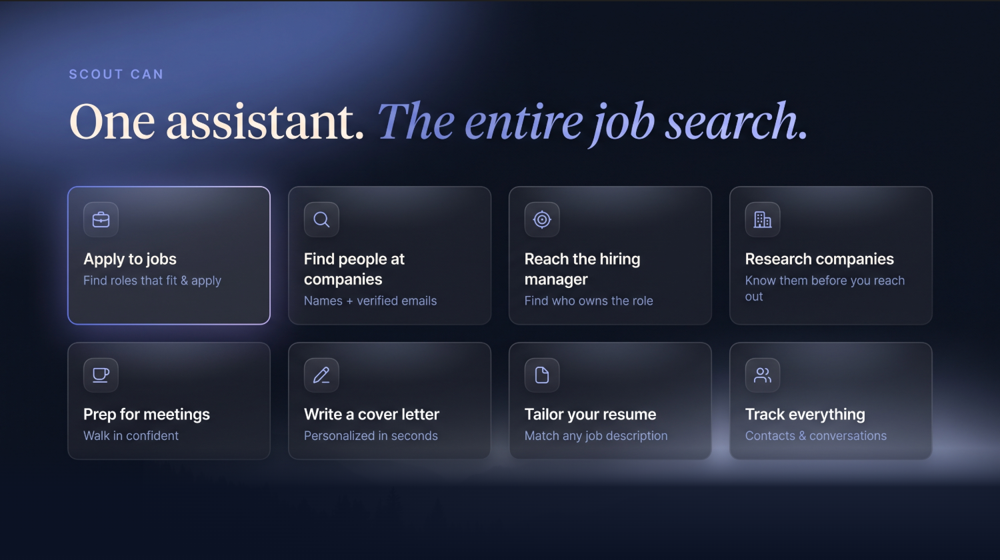 SCOUT CAN
One assistant. The entire job search.
Apply to jobs
Find roles that fit & apply
Find people at
companies
Names + verified emails
Reach the hiring
manager
Find who owns the role
Research companies
Know them before you reach
out
Prep for meetings
Walk in confident
Write a cover letter
Personalized in seconds
Tailor your resume
Match any job description
Track everything
Contacts & conversations